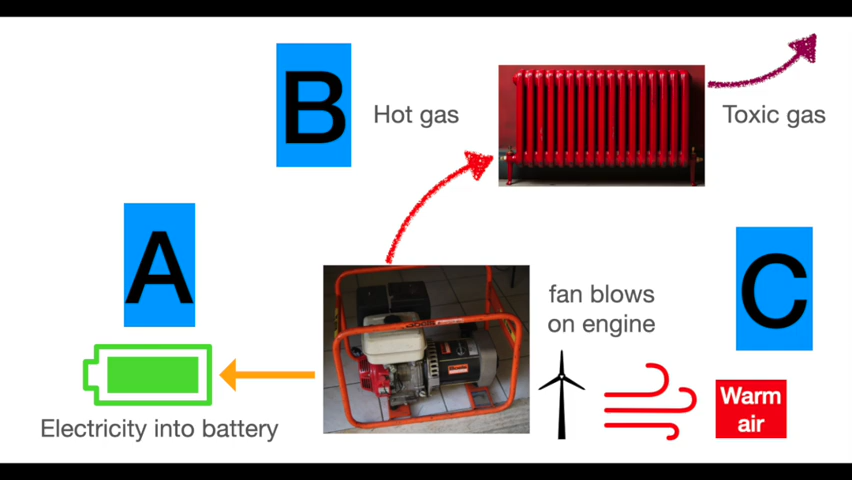 B
Hot gas
Toxic gas
A
C
fan blows
on engine
Warm
air
Electricity into battery